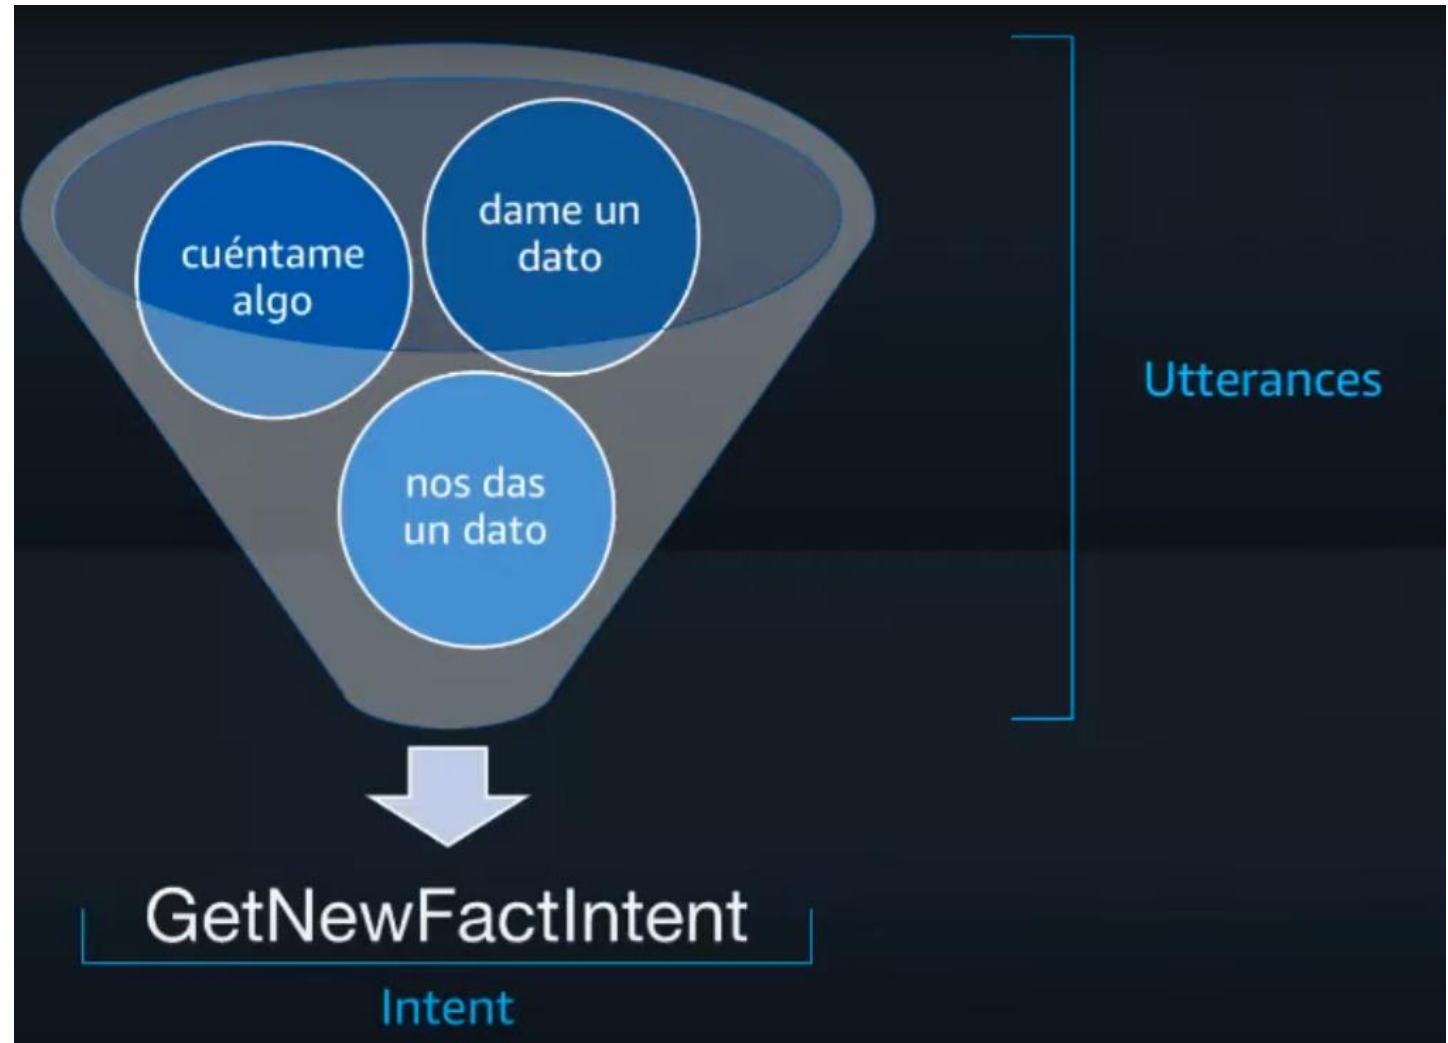 cuéntame
algo
dame un
dato
nos das
un dato
Utterances
GetNewFactIntent
Intent